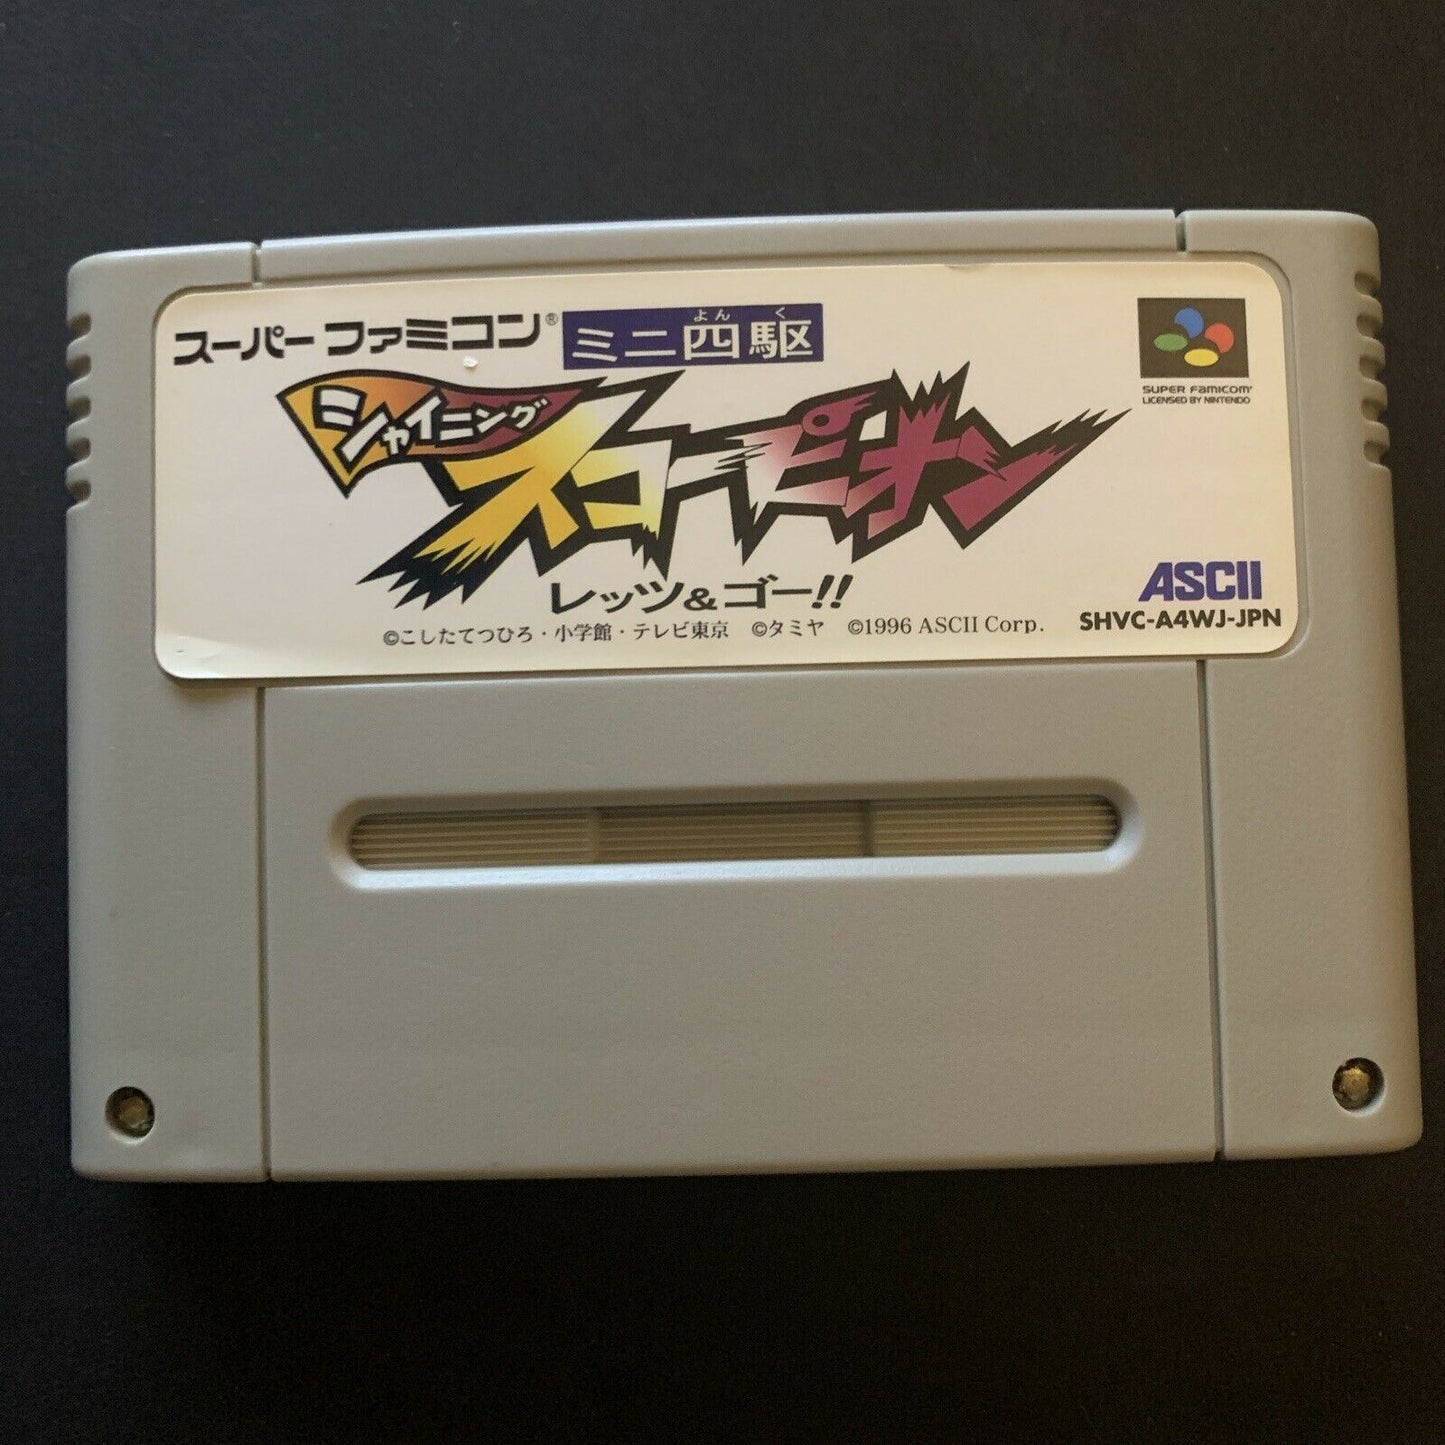 スーパーファミコン®
ミニ四駆
よんく
シャイニング
スコーピオン
レッツ&ゴー!!
SUPER FAMICOM
LICENSED BY NINTENDO
ASCII
SHVC-A4WJ-JPN
©こしたてつひろ・小学館・テレビ東京 ©タミヤ ©1996 ASCII Corp.